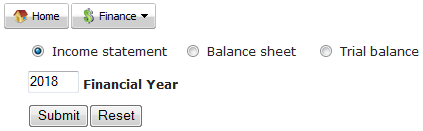 Home Finance
Income statement Balance sheet Trial balance
2018 Financial Year
Submit Reset